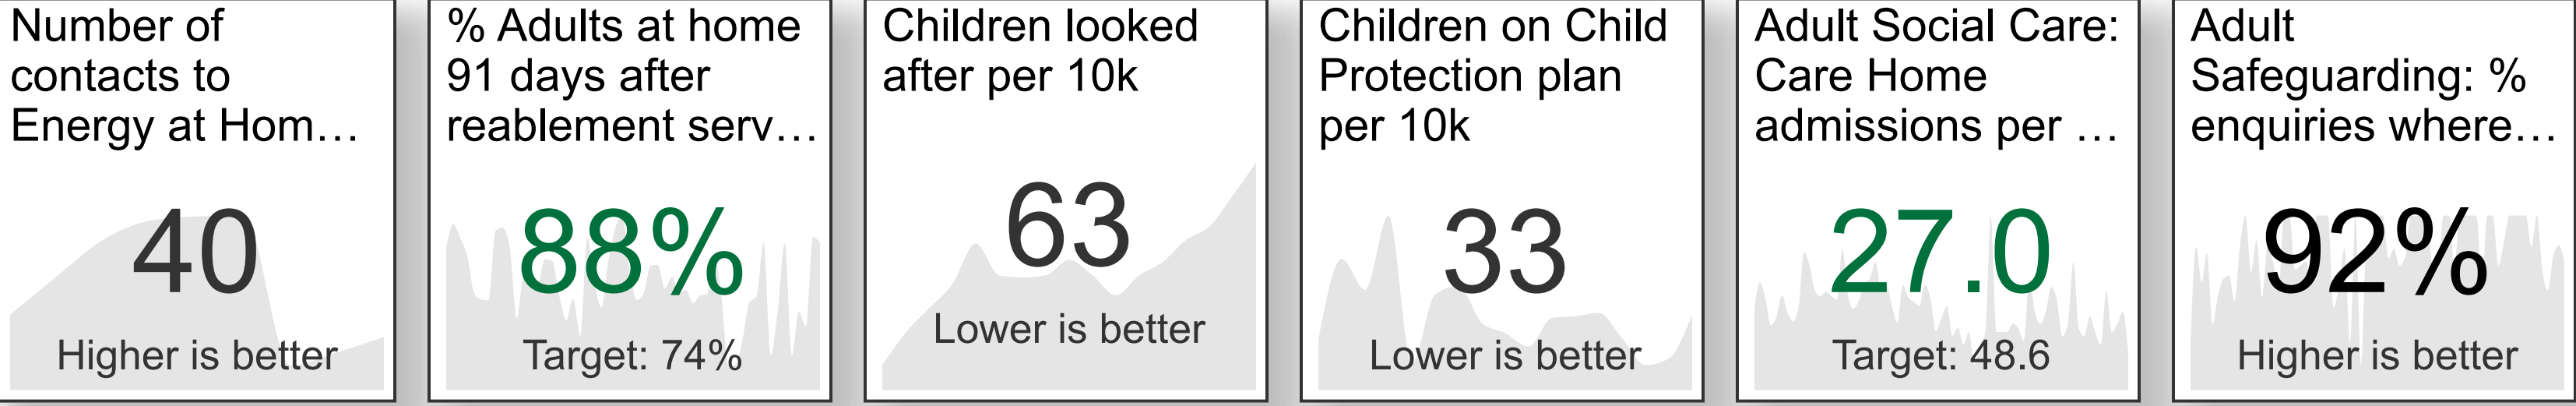 Number of
contacts to
Energy at Hom…
40
Higher is better
% Adults at home
91 days after
reablement serv…
88%
Target: 74%
Children looked
after per 10k
63
Lower is better
Children on Child
Protection plan
per 10k
33
Lower is better
Adult Social Care:
Care Home
admissions per …
27.0
Target: 48.6
Adult
Safeguarding: %
enquiries where…
92%
Higher is better